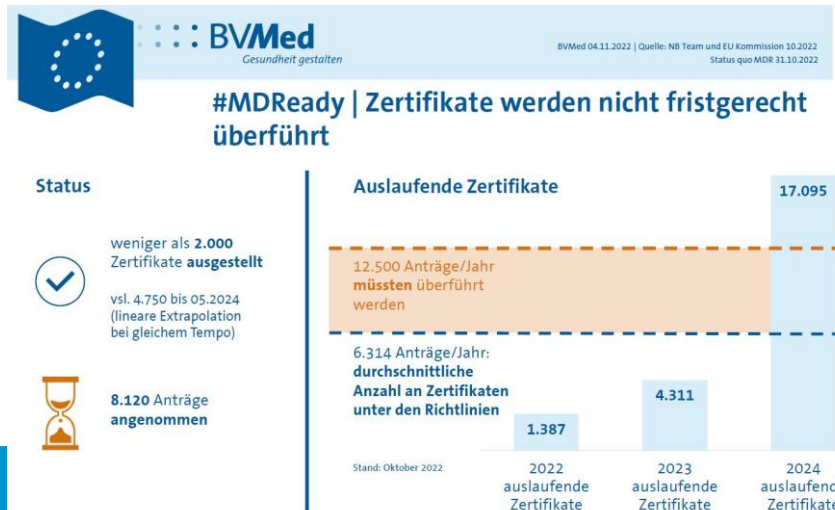 BVMed
Gesundheit gestalten
BVMed 04.11.2022 | Quelle: NB Team und EU Kommission 10.2022
Status quo MDR 31.10.2022
#MDReady | Zertifikate werden nicht fristgerecht
überführt
Status
weniger als 2.000
Zertifikate ausgestellt
vsl. 4.750 bis 05.2024
(lineare Extrapolation
bei gleichem Tempo)
8.120 Anträge
angenommen
Auslaufende Zertifikate
17.095
12.500 Anträge/Jahr
müssten überführt
werden
6.314 Anträge/Jahr:
durchschnittliche
Anzahl an Zertifikaten
unter den Richtlinien
4.311
1.387
Stand: Oktober 2022
2022
auslaufende
Zertifikate
2023
auslaufende
Zertifikate
2024
auslaufend
Zertifikate